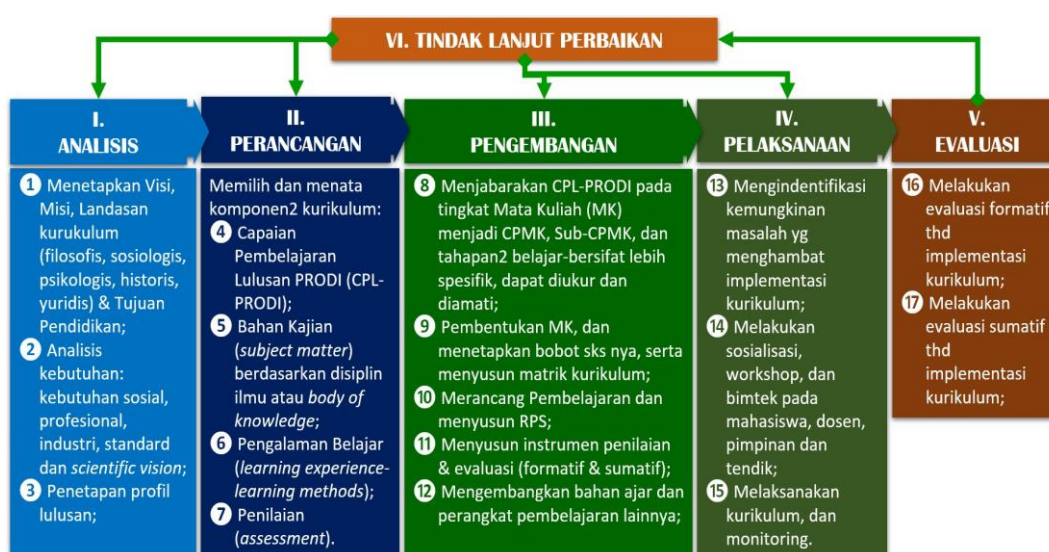 VI. TINDAK LANJUT PERBAIKAN
I.
ANALISIS
1 Menetapkan Visi,
Misi, Landasan
kurukulum
(filosofis, sosiologis,
psikologis, historis,
yuridis) & Tujuan
Pendidikan;
2 Analisis
kebutuhan:
kebutuhan sosial,
profesional,
industri, standard
dan scientific vision;
3 Penetapan profil
lulusan;
II.
PERANCANGAN
Memilih dan menata
komponen2 kurikulum:
4 Capaian
Pembelajaran
Lulusan PRODI (CPL-
PRODI);
5 Bahan Kajian
(subject matter)
berdasarkan disiplin
ilmu atau body of
knowledge;
6 Pengalaman Belajar
(learning experience-
learning methods);
7 Penilaian
(assessment).
III.
PENGEMBANGAN
8 Menjabarakan CPL-PRODI pada
tingkat Mata Kuliah (MK)
menjadi CPMK, Sub-CPMK, dan
tahapan2 belajar-bersifat lebih
spesifik, dapat diukur dan
diamati;
9 Pembentukan MK, dan
menetapkan bobot sks nya, serta
menyusun matrik kurikulum;
10 Merancang Pembelajaran dan
menyusun RPS;
11 Menyusun instrumen penilaian
& evaluasi (formatif & sumatif);
12 Mengembangkan bahan ajar dan
perangkat pembelajaran lainnya;
IV.
PELAKSANAAN
13 Mengindentifikasi
kemungkinan
masalah yg
menghambat
implementasi
kurikulum;
14 Melakukan
sosialisasi,
workshop, dan
bimtek pada
mahasiswa, dosen,
pimpinan dan
tendik;
15 Melaksanakan
kurikulum, dan
monitoring.
V.
EVALUASI
16 Melakukan
evaluasi formatif
thd
implementasi
kurikulum;
17 Melakukan
evaluasi sumatif
thd
implementasi
kurikulum;